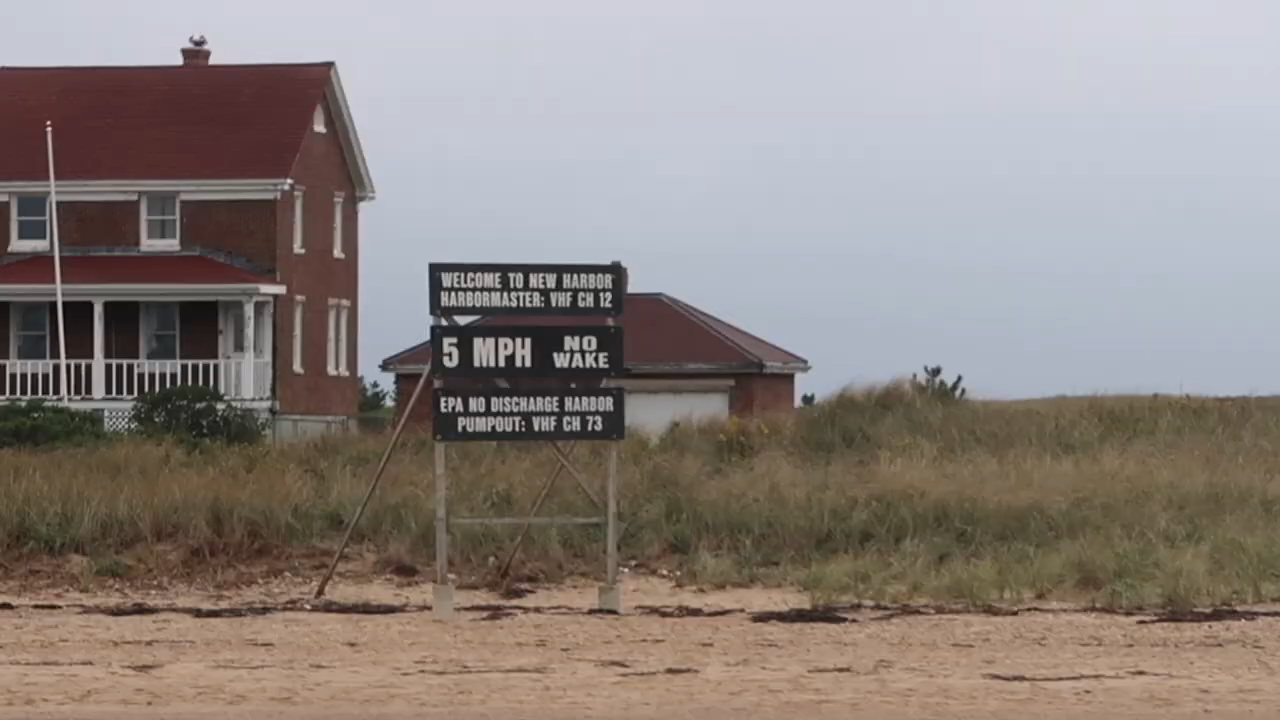 WELCOME TO NEW HARBOR
HARBORMASTER: VHF CH 12
5 MPH NO WAKE
EPA NO DISCHARGE HARBOR
PUMPOUT: VHF CH 73